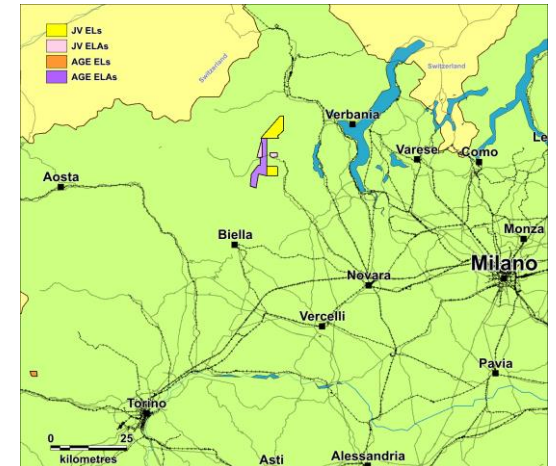 JV ELs
JV ELAs
AGE ELs
AGE ELAs
Switzerland
Switzerland
Verbania
Varese
Como
Le
Aosta
Monza
Biella
Milano
Novara
Vercelli
Pavia
Torino
0 25
kilometres
Asti
Alessandria